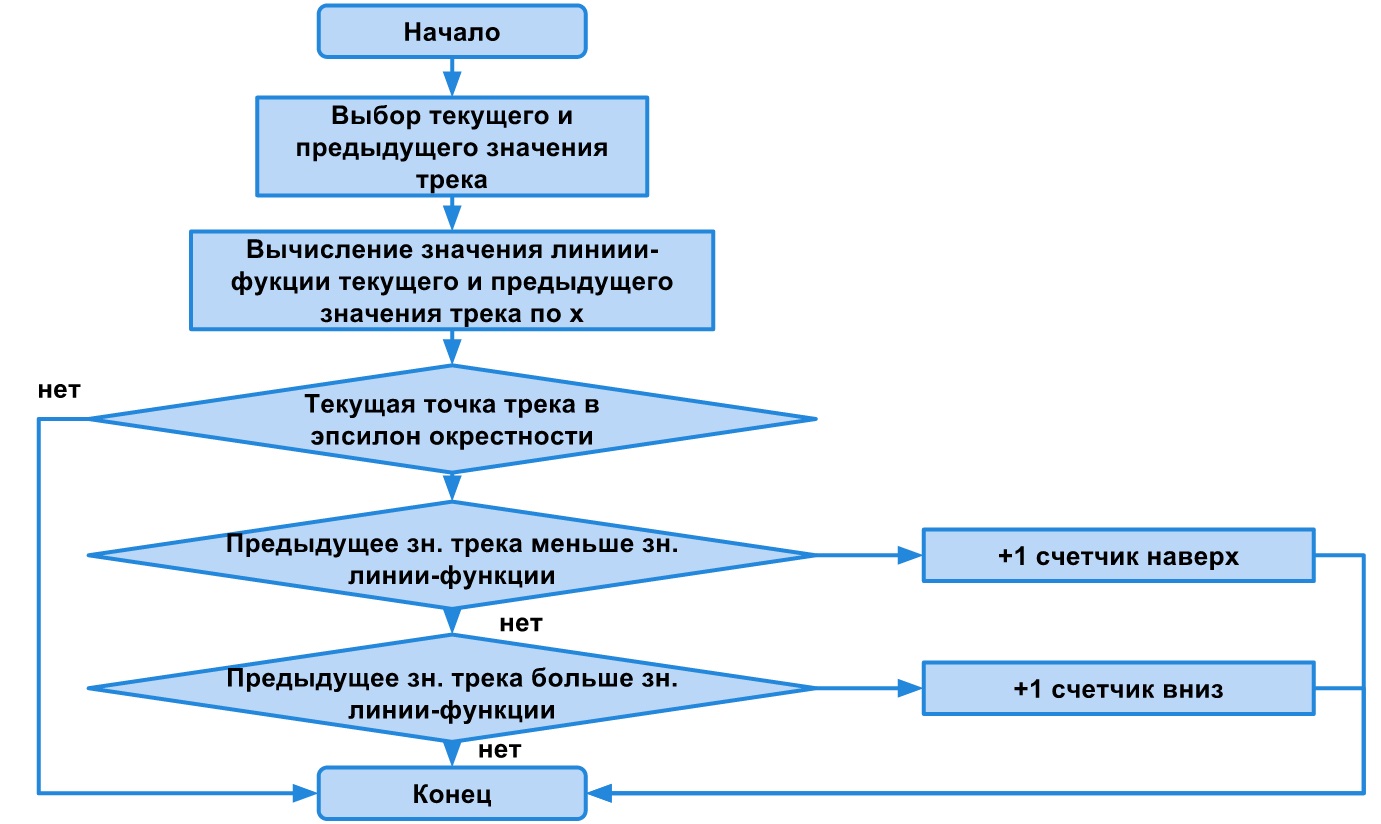 Начало
Выбор текущего и
предыдущего значения
трека
Вычисление значения линиии-
фукции текущего и предыдущего
значения трека по x
нет
Текущая точка трека в
эпсилон окрестности
Предыдущее зн. трека меньше зн.
линии-функции
+1 счетчик наверх
нет
Предыдущее зн. трека больше зн.
линии-функции
+1 счетчик вниз
нет
Конец